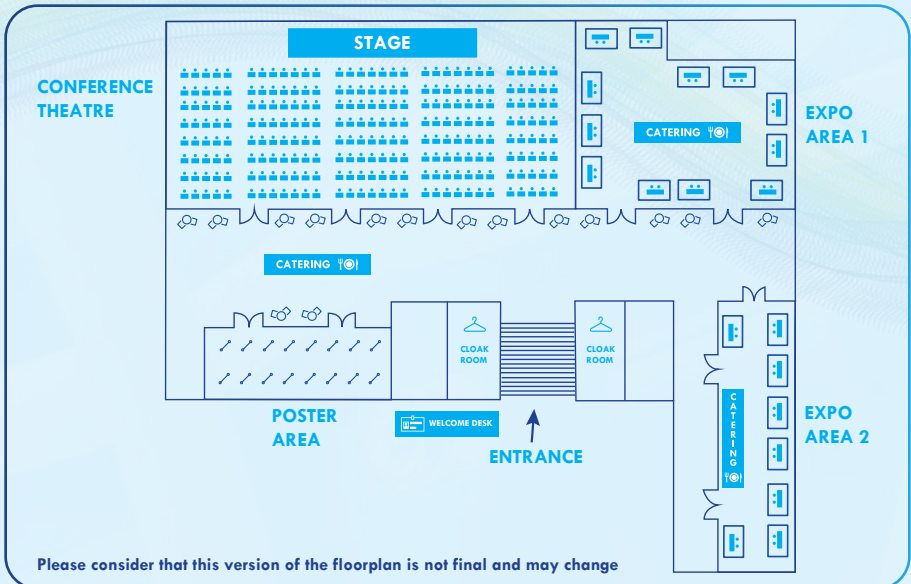 STAGE
CONFERENCE
THEATRE
CATERING
EXPO
AREA 1
CATERING
CLOAK
ROOM
CLOAK
ROOM
POSTER
AREA
WELCOME DESK
ENTRANCE
CATERING
EXPO
AREA 2
Please consider that this version of the floorplan is not final and may change